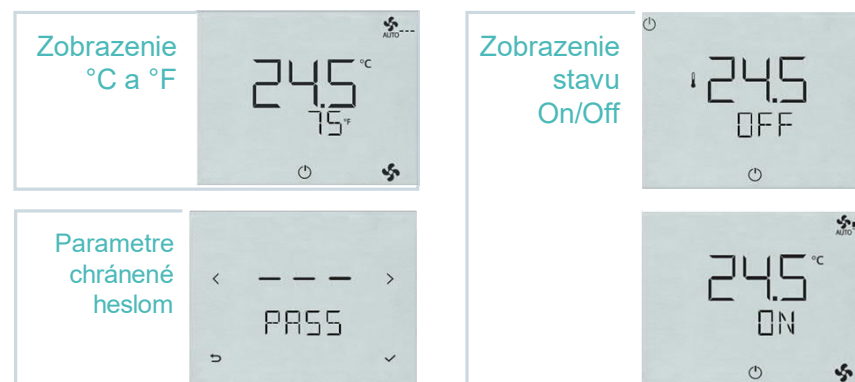 Zobrazenie
°C a °F
AUTO ---
24.5 °C
75 °F
Parametre
chránené
heslom
< --- >
PASS
Zobrazenie
stavu
On/Off
24.5
OFF
AUTO
24.5 °C
ON